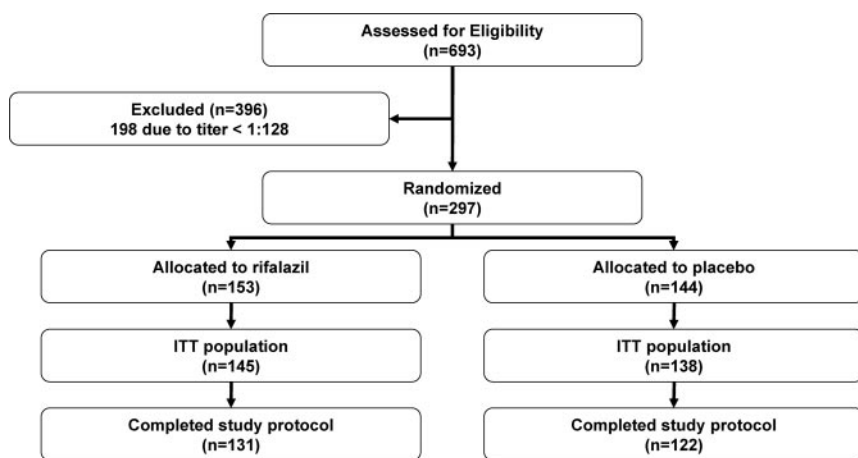 Assessed for Eligibility
(n=693)
Excluded (n=396)
198 due to titer < 1:128
Randomized
(n=297)
Allocated to rifalazil
(n=153)
Allocated to placebo
(n=144)
ITT population
(n=145)
ITT population
(n=138)
Completed study protocol
(n=131)
Completed study protocol
(n=122)